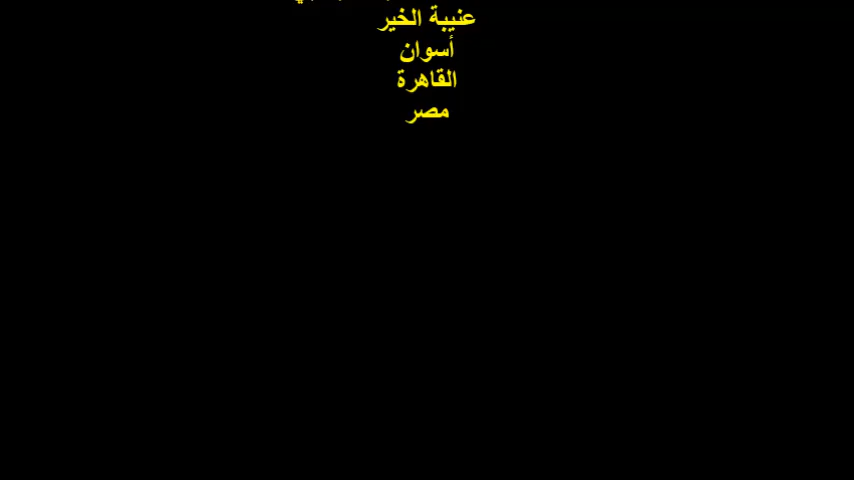 عنيبة الخير
أسوان
القاهرة
مصر